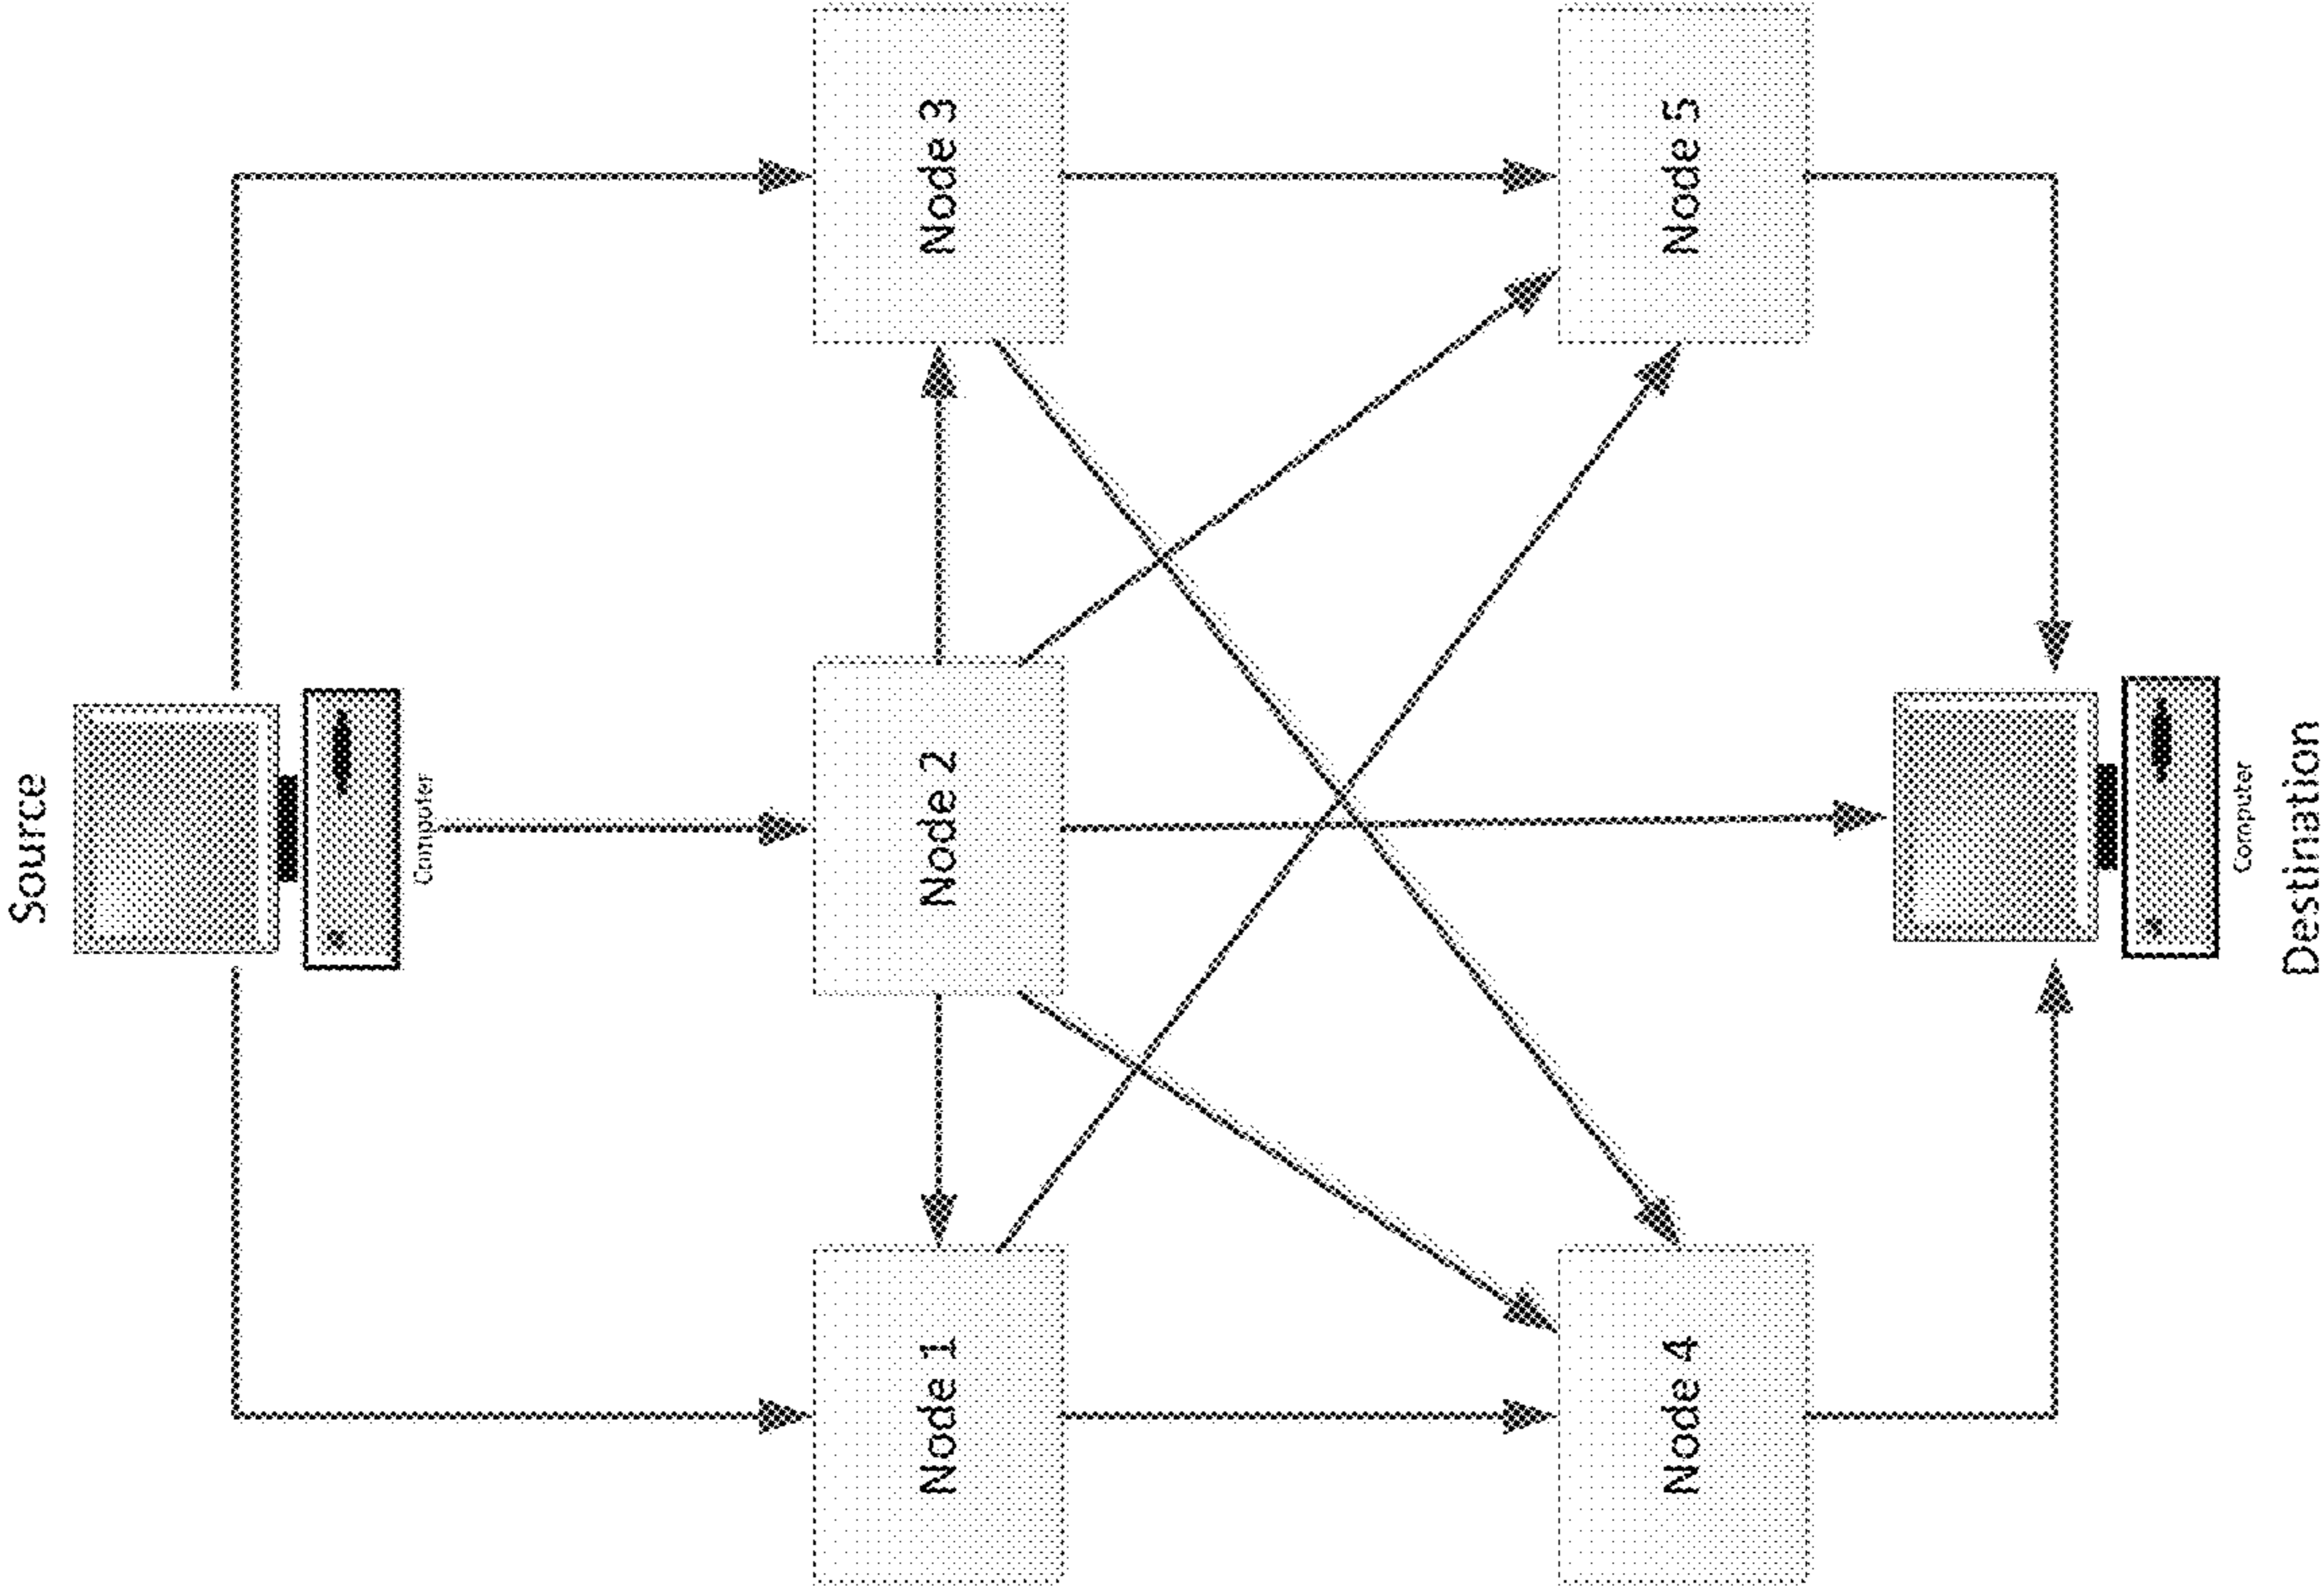 Source
Computer
Node 1
Node 2
Node 3
Node 4
Node 5
Computer
Destination